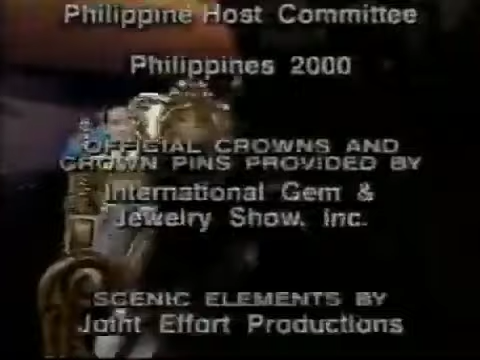 Philippine Host Committee
Philippines 2000
OFFICIAL CROWNS AND
CROWN PINS PROVIDED BY
International Gem &
Jewelry Show, Inc.
SCENIC ELEMENTS BY
Joint Effort Productions